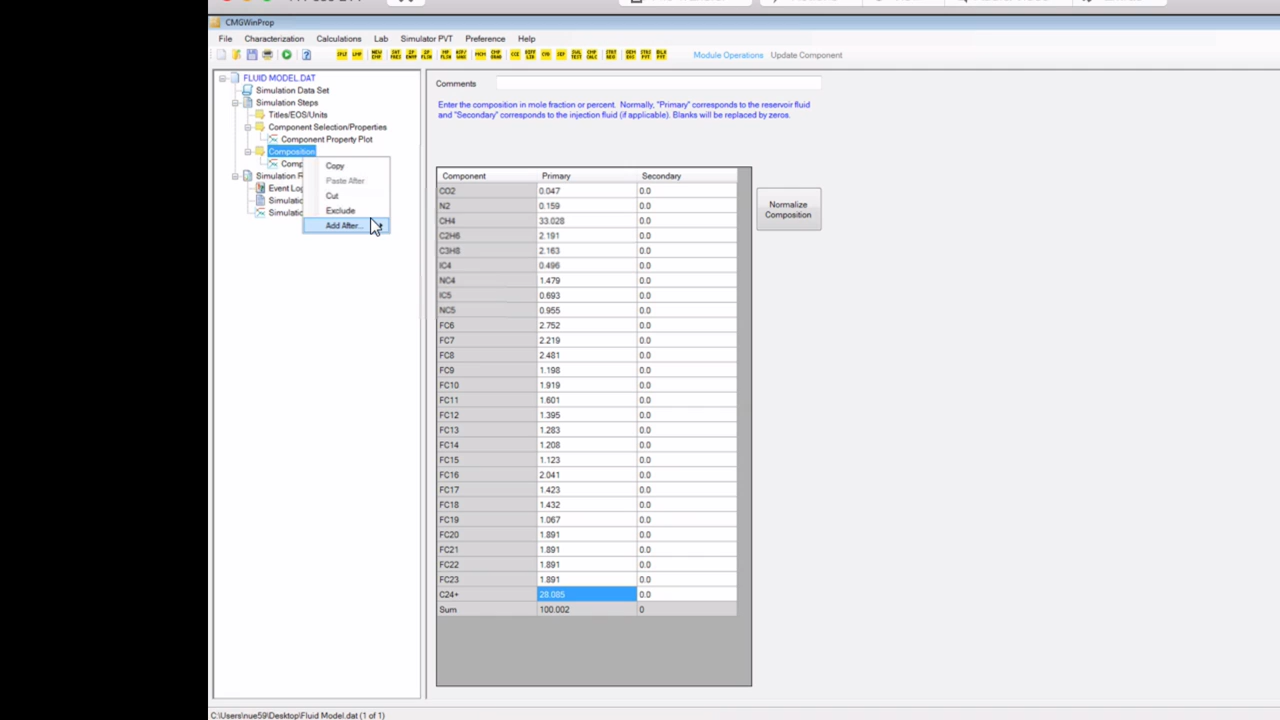 CMGWinProp
File Characterization Calculations Lab Simulator PVT Preference Help
Module Operations Update Component
FLUID MODEL.DAT
Simulation Data Set
Simulation Steps
Titles/EOS/Units
Component Selection/Properties
Component Property Plot
Composition
Comp
Simulation R
Event Log
Simulatio
Simulatio
Copy
Paste After
Cut
Exclude
Add After...
Comments
Enter the composition in mole fraction or percent. Normally, "Primary" corresponds to the reservoir fluid
and "Secondary" corresponds to the injection fluid (if applicable). Blanks will be replaced by zeros.
Component Primary Secondary
CO2 0.047 0.0
N2 0.159 0.0
CH4 33.028 0.0
C2H6 2.191 0.0
C3H8 2.163 0.0
IC4 0.496 0.0
NC4 1.479 0.0
IC5 0.693 0.0
NC5 0.955 0.0
FC6 2.752 0.0
FC7 2.219 0.0
FC8 2.481 0.0
FC9 1.198 0.0
FC10 1.919 0.0
FC11 1.601 0.0
FC12 1.395 0.0
FC13 1.283 0.0
FC14 1.208 0.0
FC15 1.123 0.0
FC16 2.041 0.0
FC17 1.423 0.0
FC18 1.432 0.0
FC19 1.067 0.0
FC20 1.891 0.0
FC21 1.891 0.0
FC22 1.891 0.0
FC23 1.891 0.0
C24+ 28.085 0.0
Sum 100.002 0
Normalize
Composition
C:\Users\nue59\Desktop\Fluid Model.dat (1 of 1)